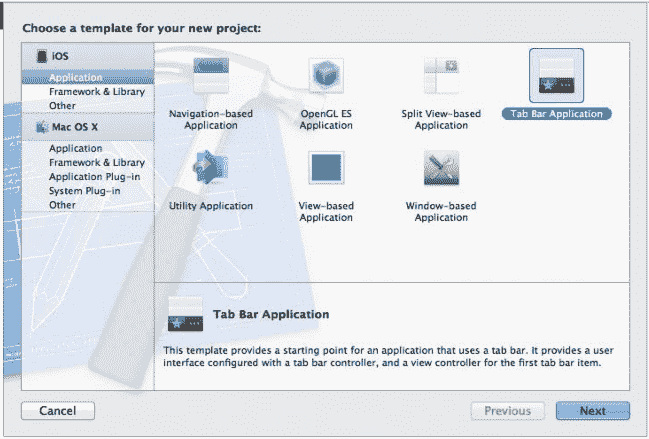 Choose a template for your new project:
iOS
Application
Framework & Library
Other
Mac OS X
Application
Framework & Library
Application Plug-in
System Plug-in
Other
Navigation-based
Application
OpenGL ES
Application
Split View-based
Application
Tab Bar Application
Utility Application
View-based
Application
Window-based
Application
Tab Bar Application
This template provides a starting point for an application that uses a tab bar. It provides a user
interface configured with a tab bar controller, and a view controller for the first tab bar item.
Cancel
Previous
Next